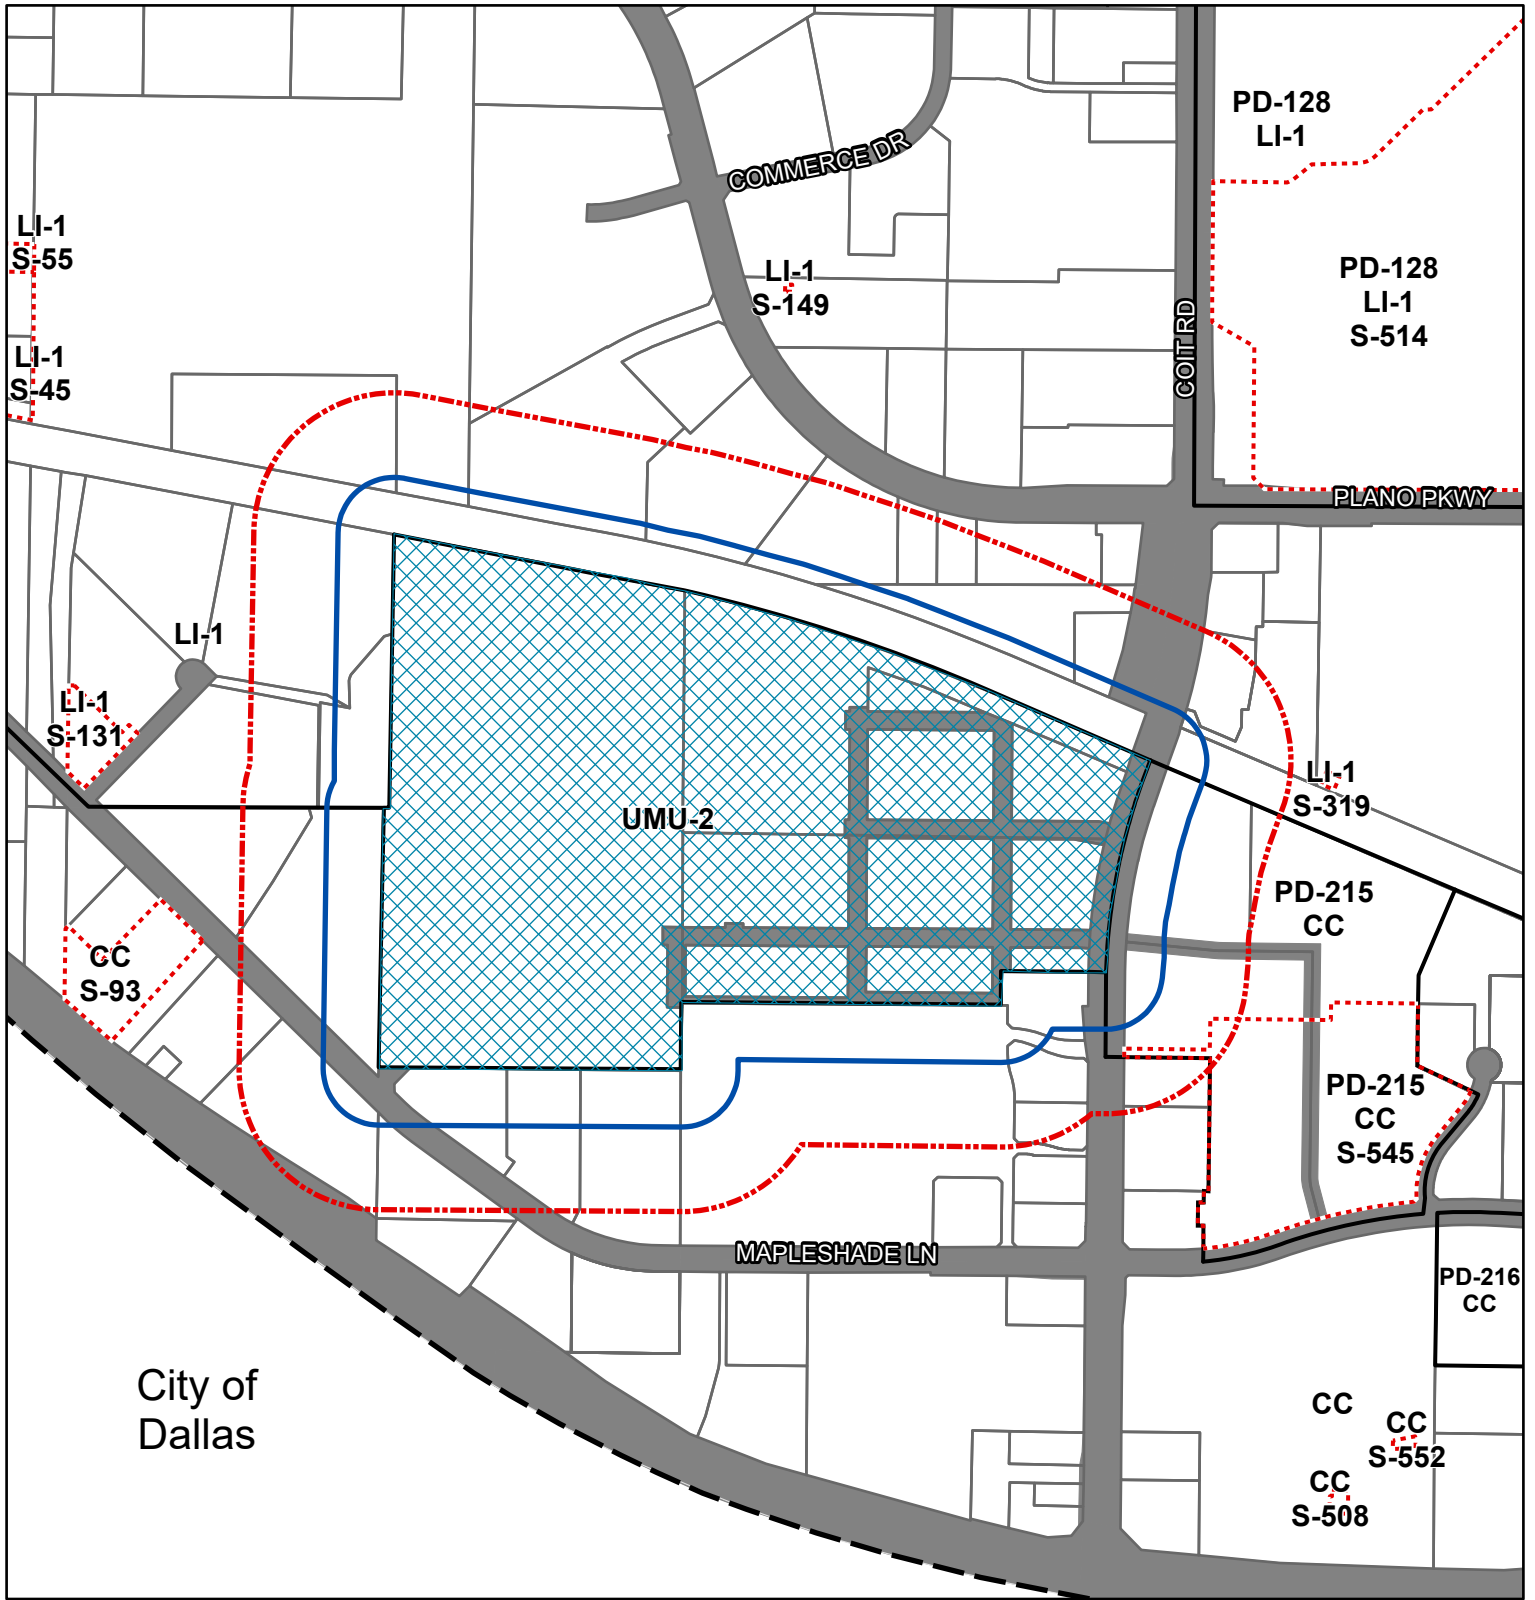 PD-128
LI-1
COMMERCE DR
LI-1
S-55
LI-1
S-149
PD-128
LI-1
S-514
COIT RD
LI-1
S-45
PLANO PKWY
LI-1
LI-1
S-131
UMU-2
LI-1
S-319
PD-215
CC
CC
S-93
PD-215
CC
S-545
MAPLESHADE LN
PD-216
CC
City of
Dallas
CC
CC
S-552
CC
S-508